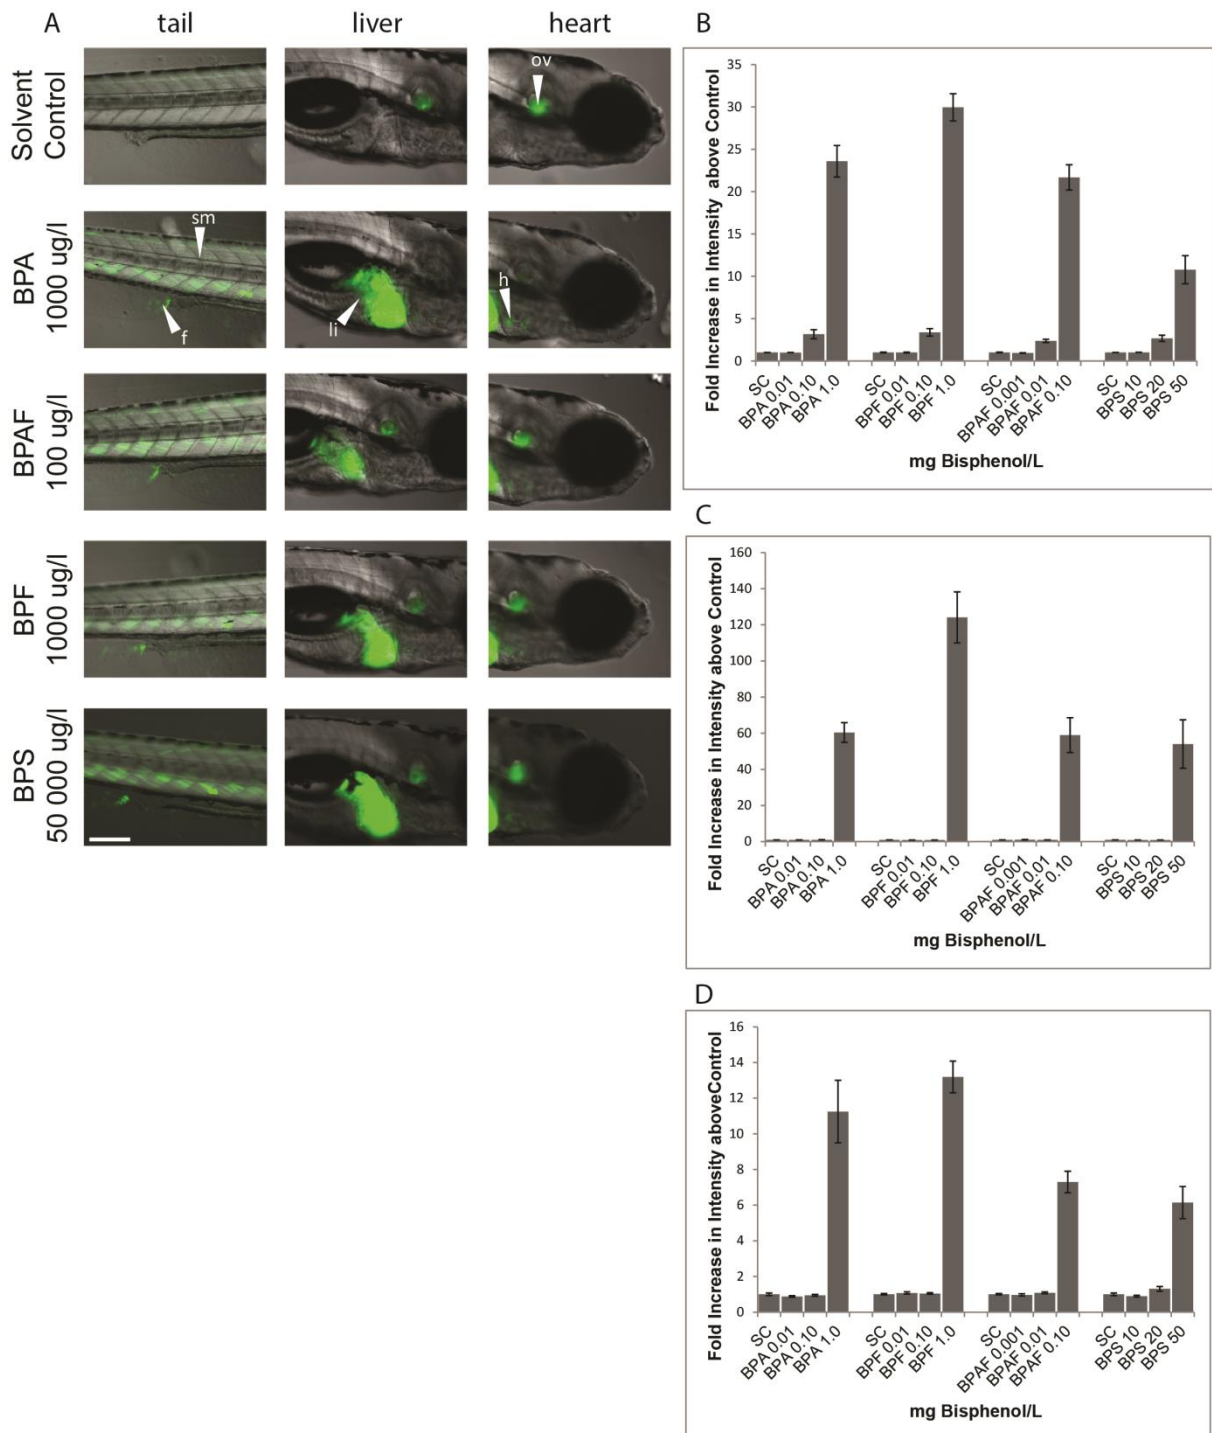 A
tail
liver
heart
Solvent
Control
ov
BPA
1000 ug/l
sm
f
li
h
BPAF
100 ug/l
BPF
1000 ug/l
BPS
50 000 ug/l
B
Fold Increase in Intensity above Control
35
30
25
20
15
10
5
0
SC
BPA 0.01
BPA 0.10
BPA 1.0
SC
BPF 0.01
BPF 0.10
BPF 1.0
SC
BPAF 0.001
BPAF 0.01
BPAF 0.10
SC
BPS 10
BPS 20
BPS 50
mg Bisphenol/L
C
Fold Increase in Intensity above Control
160
140
120
100
80
60
40
20
0
SC
BPA 0.01
BPA 0.10
BPA 1.0
SC
BPF 0.01
BPF 0.10
BPF 1.0
SC
BPAF 0.001
BPAF 0.01
BPAF 0.10
SC
BPS 10
BPS 20
BPS 50
mg Bisphenol/L
D
Fold Increase in Intensity aboveControl
16
14
12
10
8
6
4
2
0
SC
BPA 0.01
BPA 0.10
BPA 1.0
SC
BPF 0.01
BPF 0.10
BPF 1.0
SC
BPAF 0.001
BPAF 0.01
BPAF 0.10
SC
BPS 10
BPS 20
BPS 50
mg Bisphenol/L